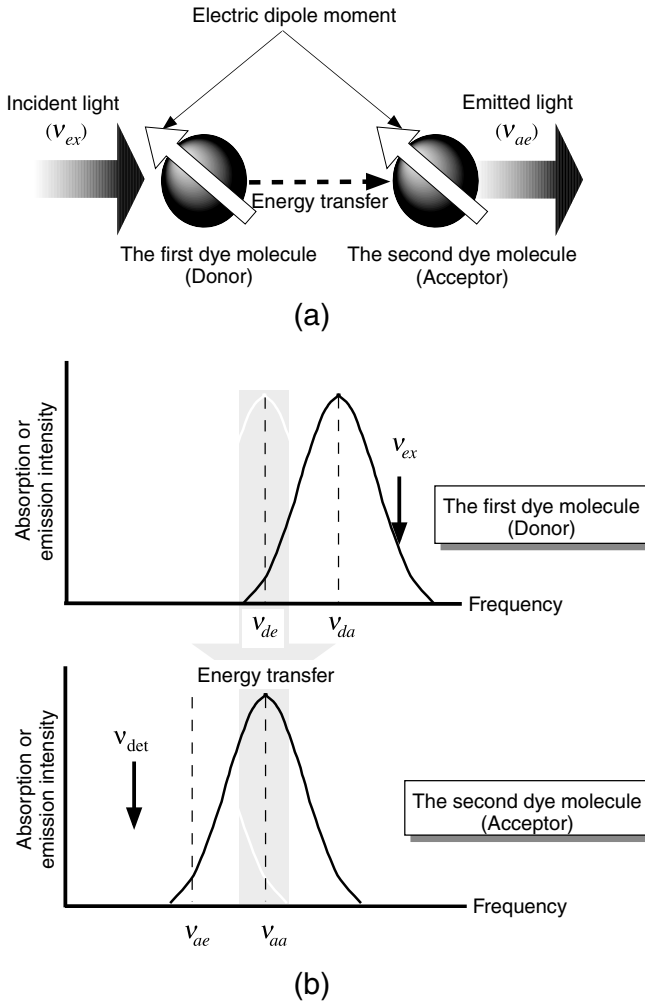 Electric dipole moment
Incident light
(ν_ex)
Emitted light
(ν_ae)
Energy transfer
The first dye molecule
(Donor)
The second dye molecule
(Acceptor)
(a)
Absorption or
emission intensity
ν_ex
The first dye molecule
(Donor)
Frequency
ν_de
ν_da
Energy transfer
Absorption or
emission intensity
ν_det
The second dye molecule
(Acceptor)
Frequency
ν_ae
ν_aa
(b)